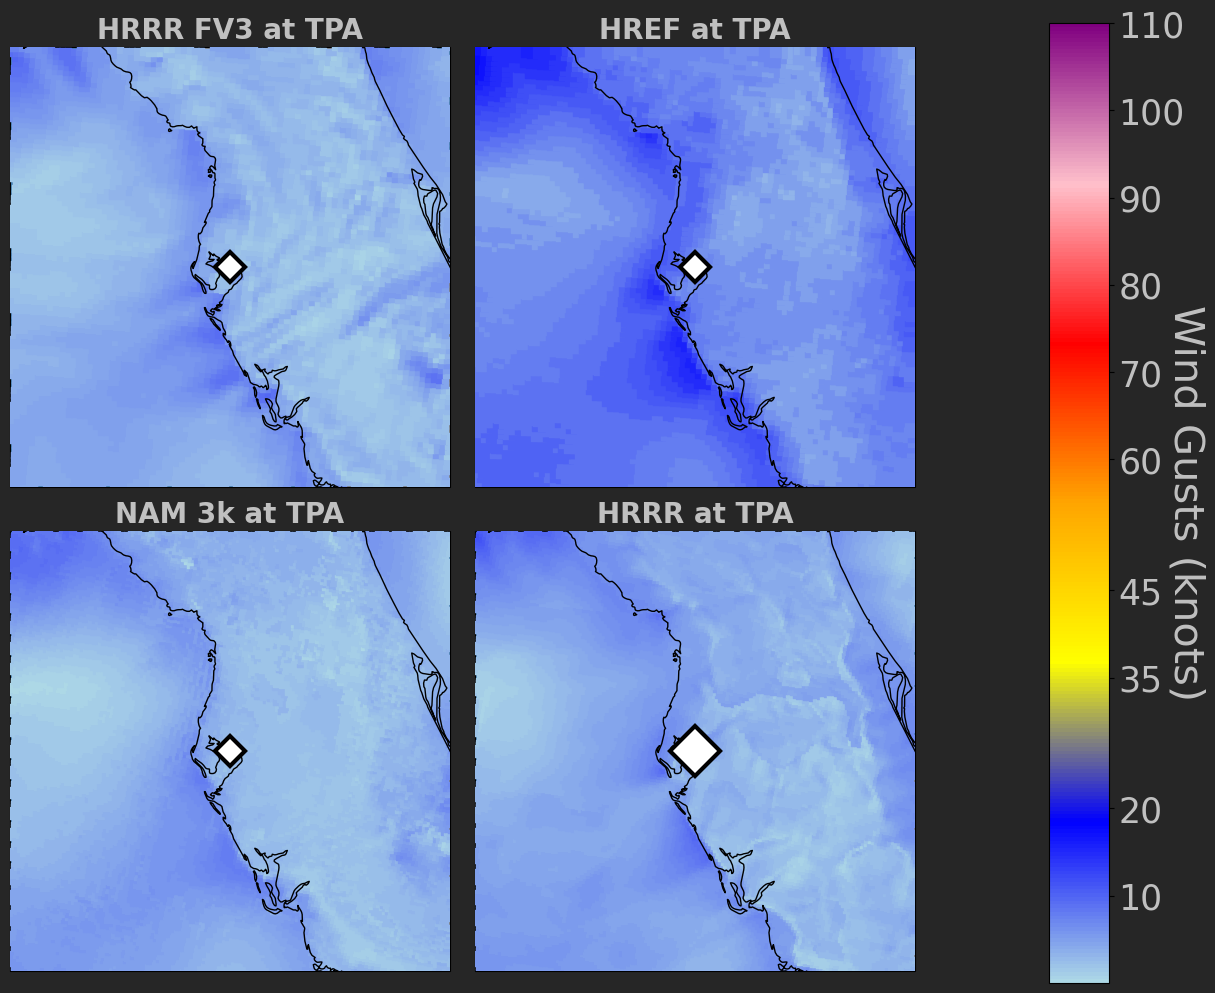 HRRR FV3 at TPA
HREF at TPA
NAM 3k at TPA
HRRR at TPA
110
100
90
80
70
60
45
35
20
10
Wind Gusts (knots)